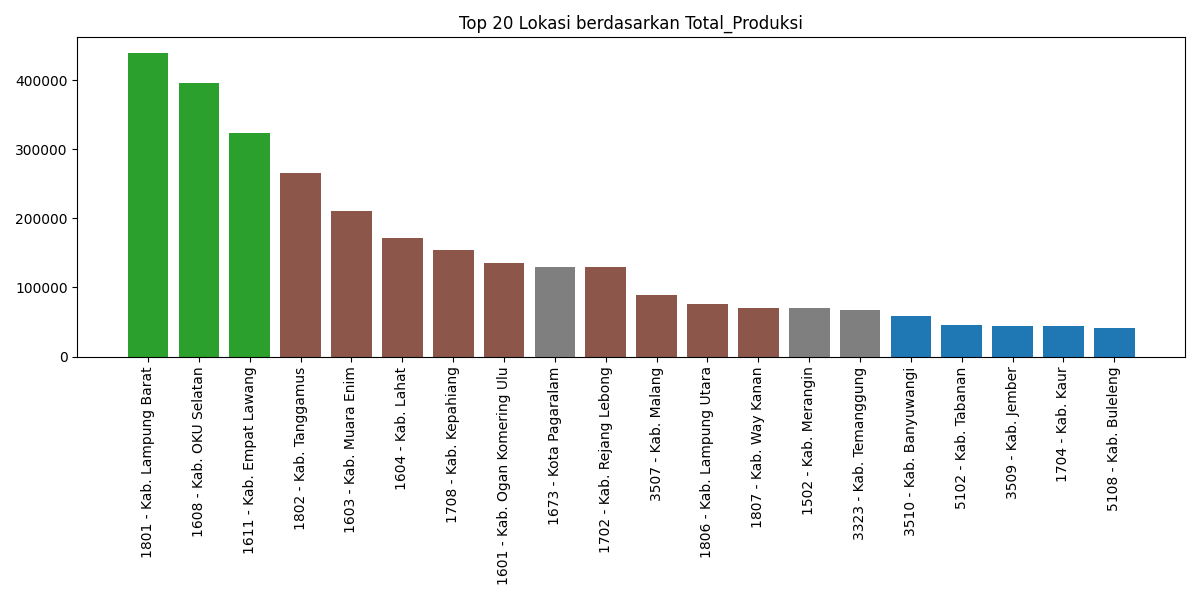 Top 20 Lokasi berdasarkan Total_Produksi
400000
300000
200000
100000
0
1801 - Kab. Lampung Barat
1608 - Kab. OKU Selatan
1611 - Kab. Empat Lawang
1802 - Kab. Tanggamus
1603 - Kab. Muara Enim
1604 - Kab. Lahat
1708 - Kab. Kepahiang
1601 - Kab. Ogan Komering Ulu
1673 - Kota Pagaralam
1702 - Kab. Rejang Lebong
3507 - Kab. Malang
1806 - Kab. Lampung Utara
1807 - Kab. Way Kanan
1502 - Kab. Merangin
3323 - Kab. Temanggung
3510 - Kab. Banyuwangi
5102 - Kab. Tabanan
3509 - Kab. Jember
1704 - Kab. Kaur
5108 - Kab. Buleleng